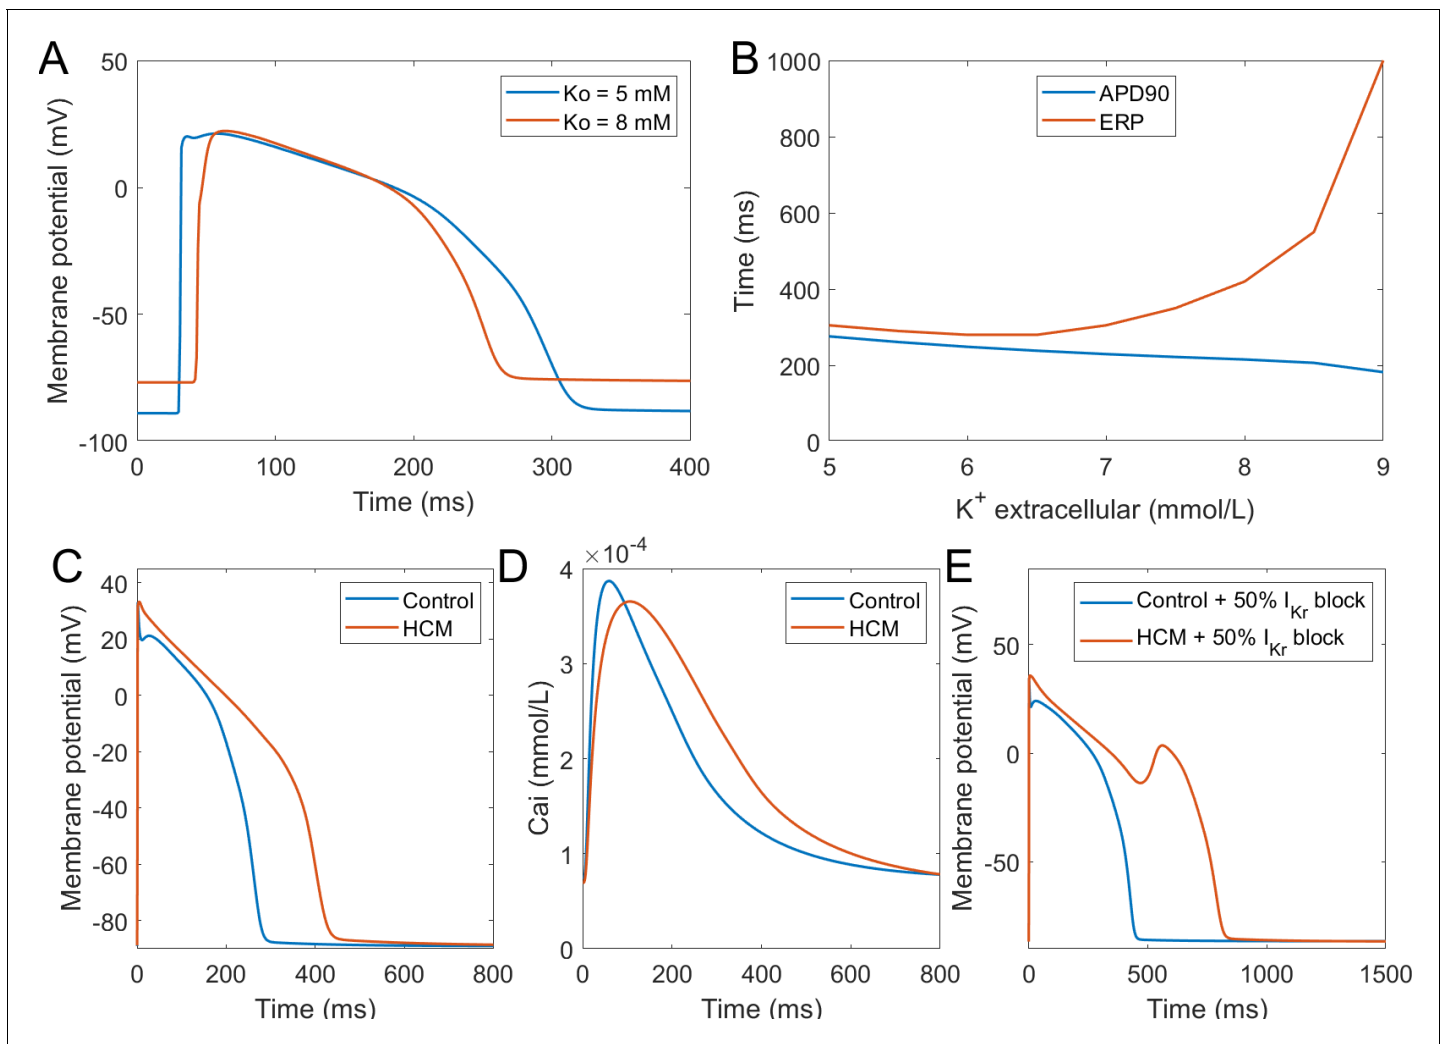 A
50
0
-50
-100
Membrane potential (mV)
Ko = 5 mM
Ko = 8 mM
0 100 200 300 400
Time (ms)
B
1000
800
600
400
200
0
Time (ms)
APD90
ERP
5 6 7 8 9
K⁺ extracellular (mmol/L)
C
40
20
0
-20
-40
-60
-80
Membrane potential (mV)
Control
HCM
0 200 400 600 800
Time (ms)
D
×10⁻⁴
4
3
2
1
0
Cai (mmol/L)
Control
HCM
0 200 400 600 800
Time (ms)
E
50
0
-50
Membrane potential (mV)
Control + 50% I_Kr block
HCM + 50% I_Kr block
0 500 1000 1500
Time (ms)